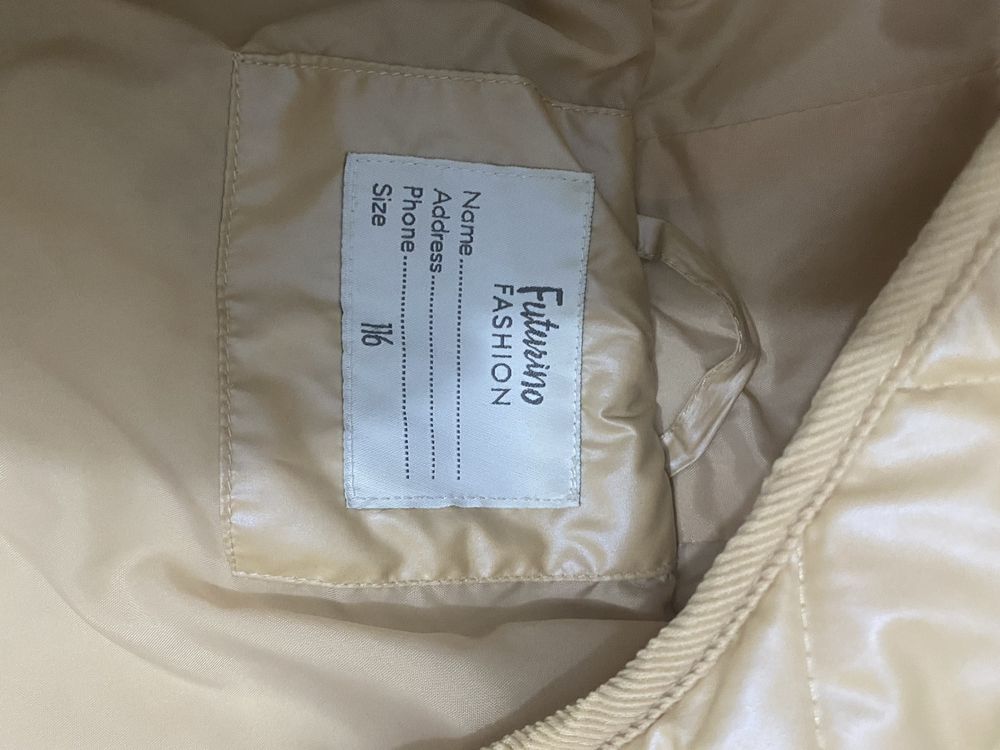 Futurino
FASHION
Name................................
Address............................
Phone................................
Size 116